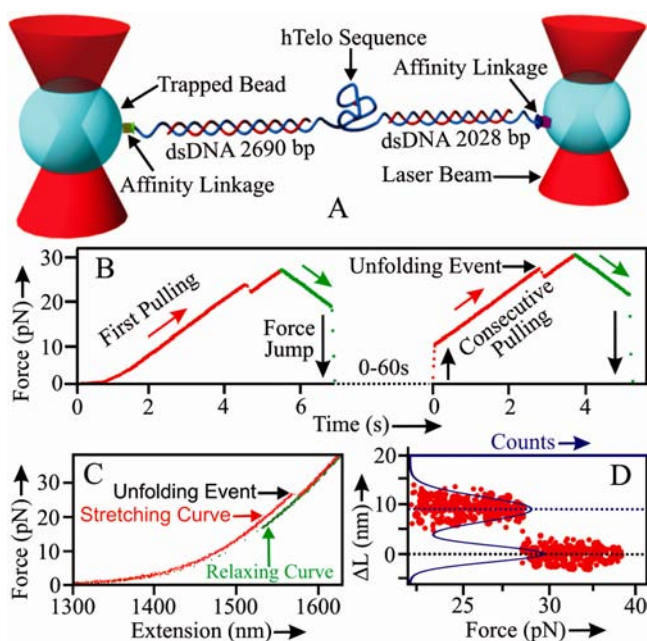 hTelo Sequence
Trapped Bead
Affinity Linkage
dsDNA 2690 bp
dsDNA 2028 bp
Affinity Linkage
Laser Beam
A
B
Force (pN)
30
20
10
0
First Pulling
Force
Jump
0-60s
Unfolding Event
Consecutive
Pulling
0 2 4 6 0 2 4
Time (s)
C
Force (pN)
30
20
10
0
Unfolding Event
Stretching Curve
Relaxing Curve
1300 1400 1500 1600
Extension (nm)
Counts
D
ΔL (nm)
20
10
0
25 30 35 40
Force (pN)